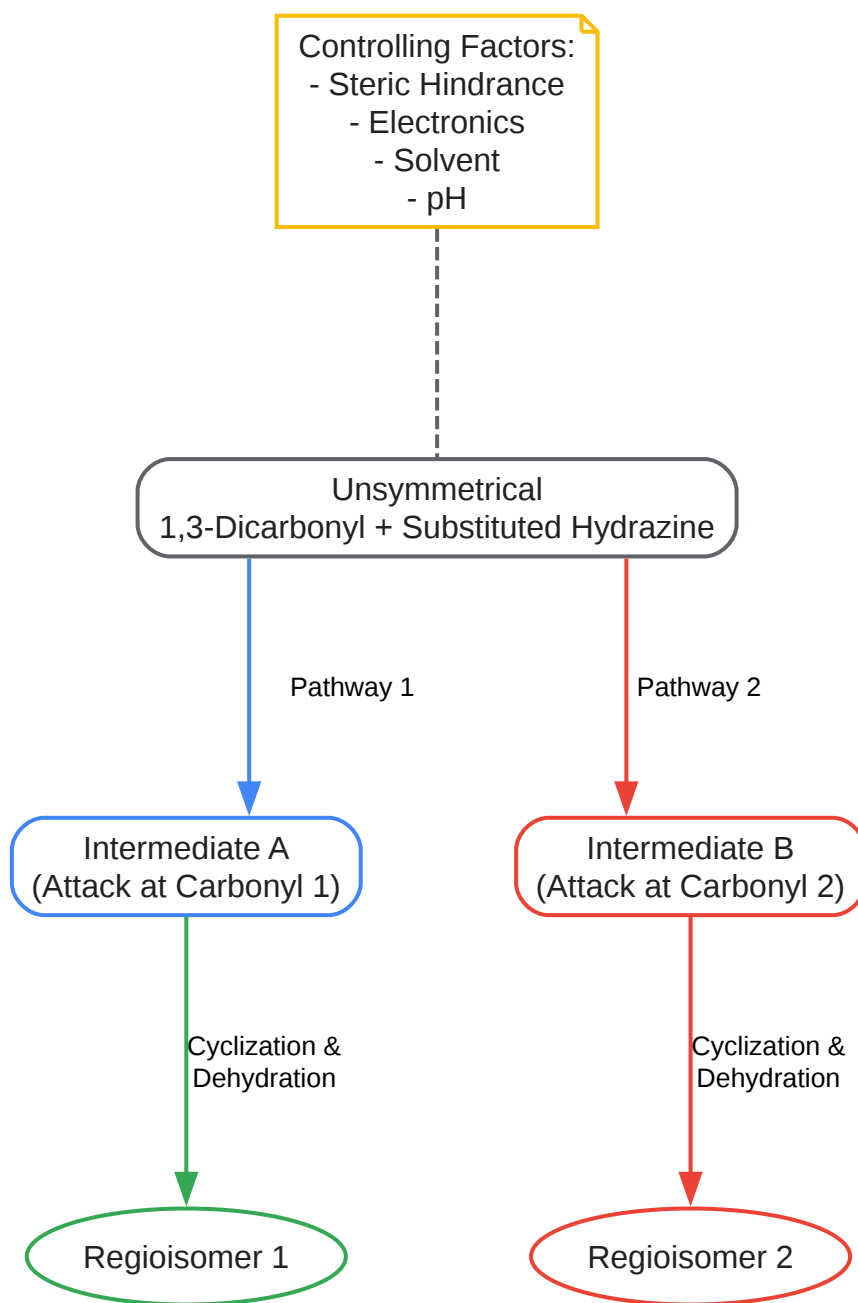 Controlling Factors:
- Steric Hindrance
- Electronics
- Solvent
- pH
Unsymmetrical
1,3-Dicarbonyl + Substituted Hydrazine
Pathway 1
Pathway 2
Intermediate A
(Attack at Carbonyl 1)
Intermediate B
(Attack at Carbonyl 2)
Cyclization &
Dehydration
Cyclization &
Dehydration
Regioisomer 1
Regioisomer 2